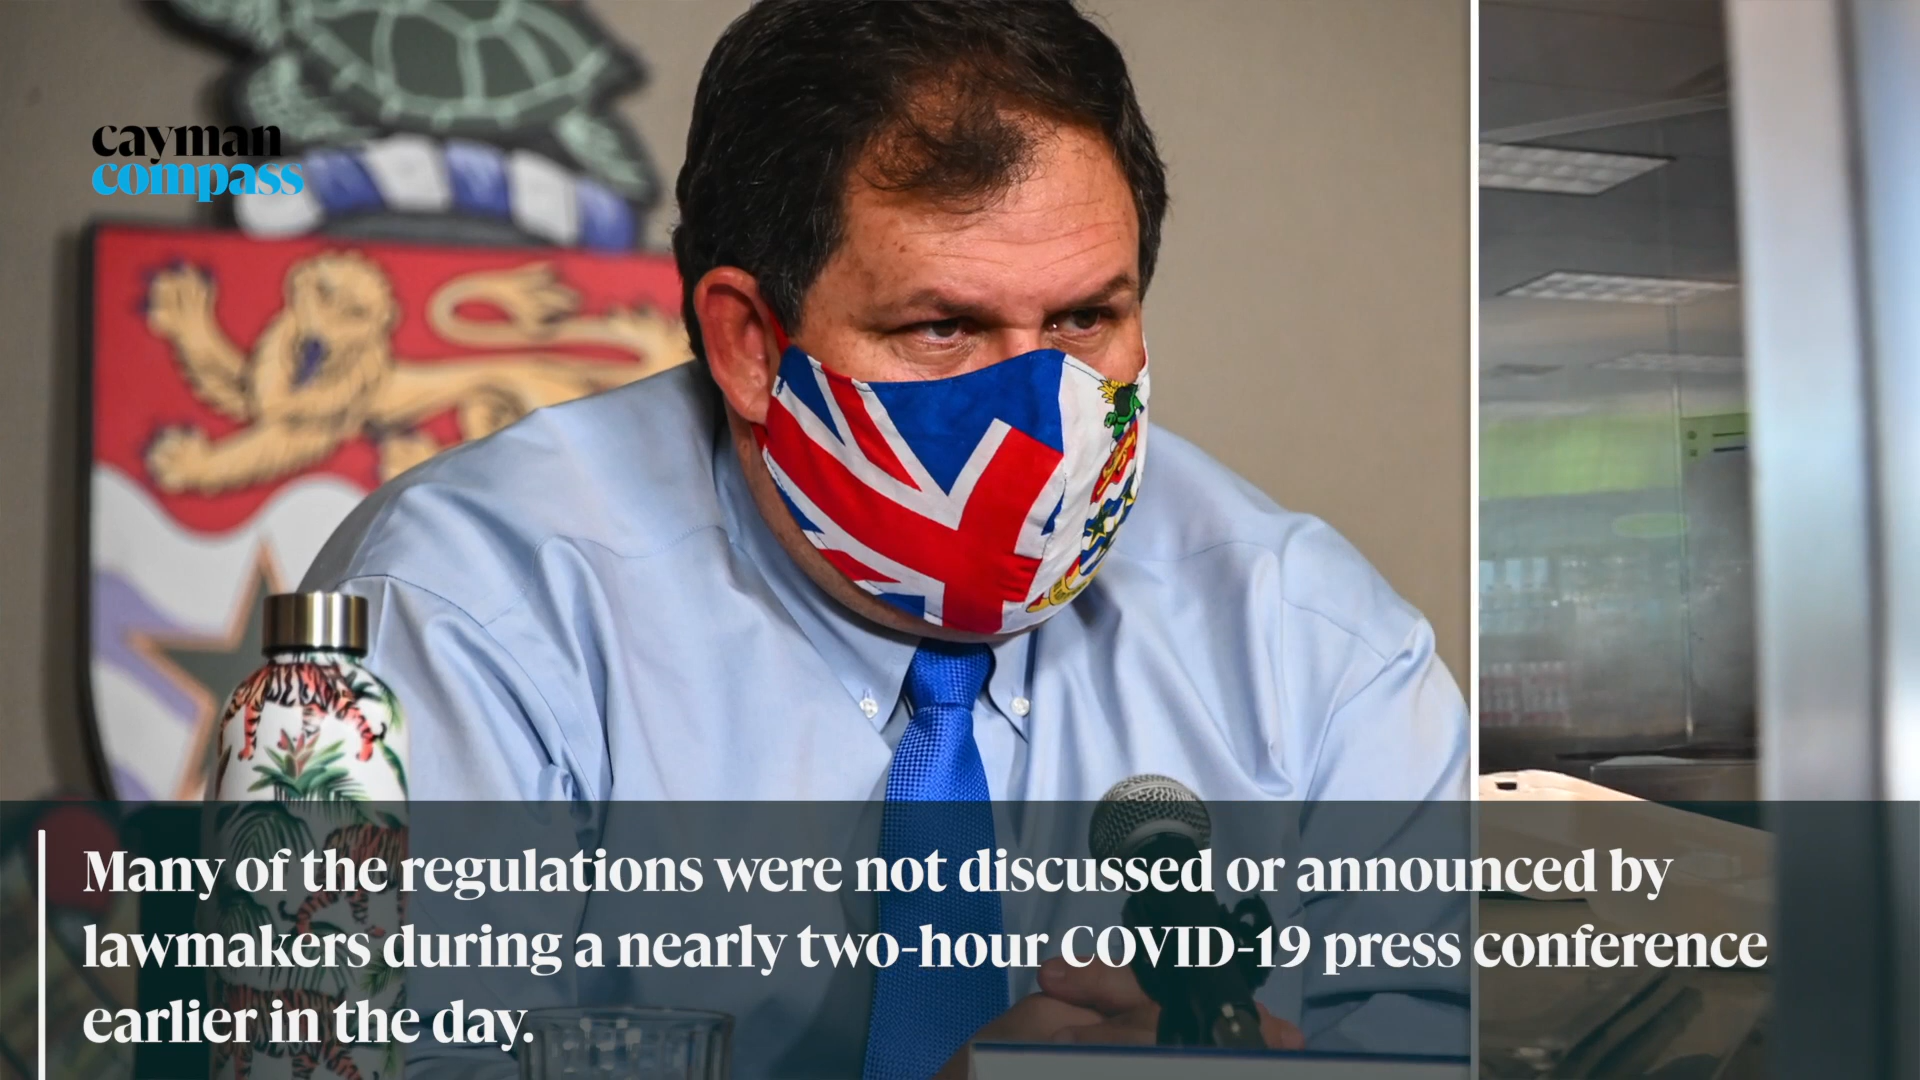 cayman
compass
Many of the regulations were not discussed or announced by
lawmakers during a nearly two-hour COVID-19 press conference
earlier in the day.